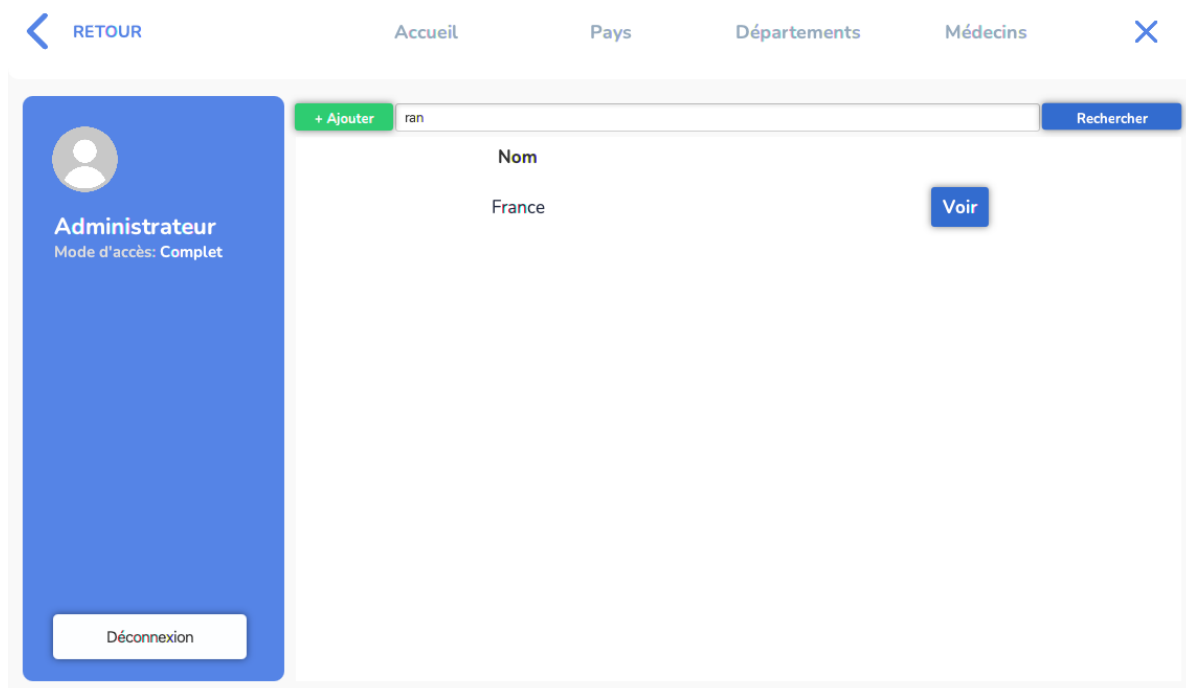 RETOUR Accueil Pays Départements Médecins
+ Ajouter ran Rechercher
Nom
France Voir
Administrateur
Mode d'accès: Complet
Déconnexion